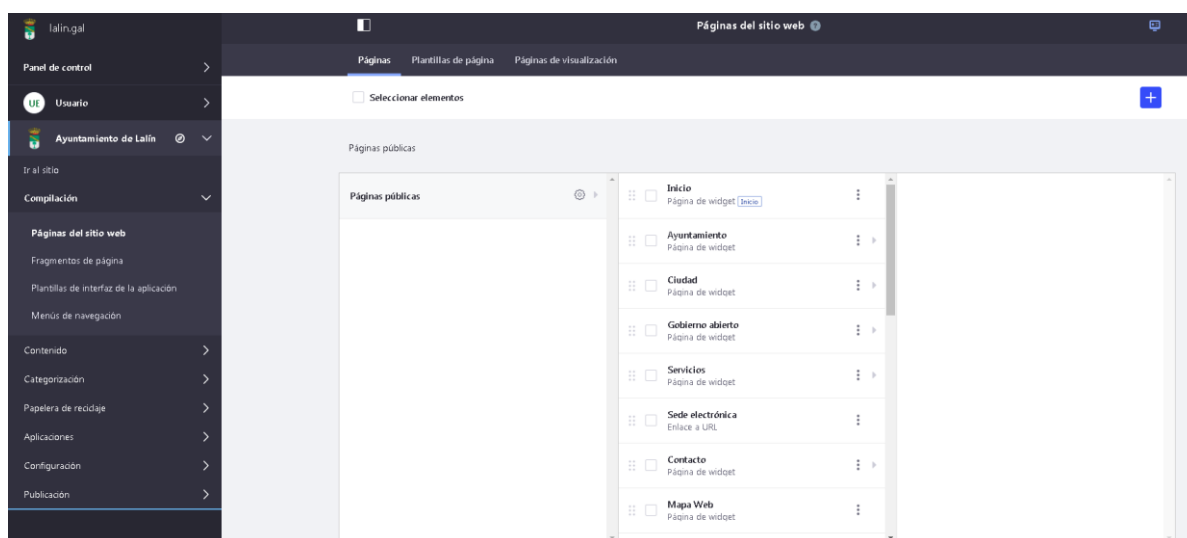 lalin.gal
Páginas del sitio web ?
Panel de control
Páginas Plantillas de página Páginas de visualización
UE Usuario
Seleccionar elementos
+
Ayuntamiento de Lalín
Ir al sitio
Compilación
Páginas del sitio web
Fragmentos de página
Plantillas de interfaz de la aplicación
Menús de navegación
Contenido
Categorización
Papelera de reciclaje
Aplicaciones
Configuración
Publicación
Páginas públicas
Páginas públicas
Inicio
Página de widget Inicio
Ayuntamiento
Página de widget
Ciudad
Página de widget
Gobierno abierto
Página de widget
Servicios
Página de widget
Sede electrónica
Enlace a URL
Contacto
Página de widget
Mapa Web
Página de widget